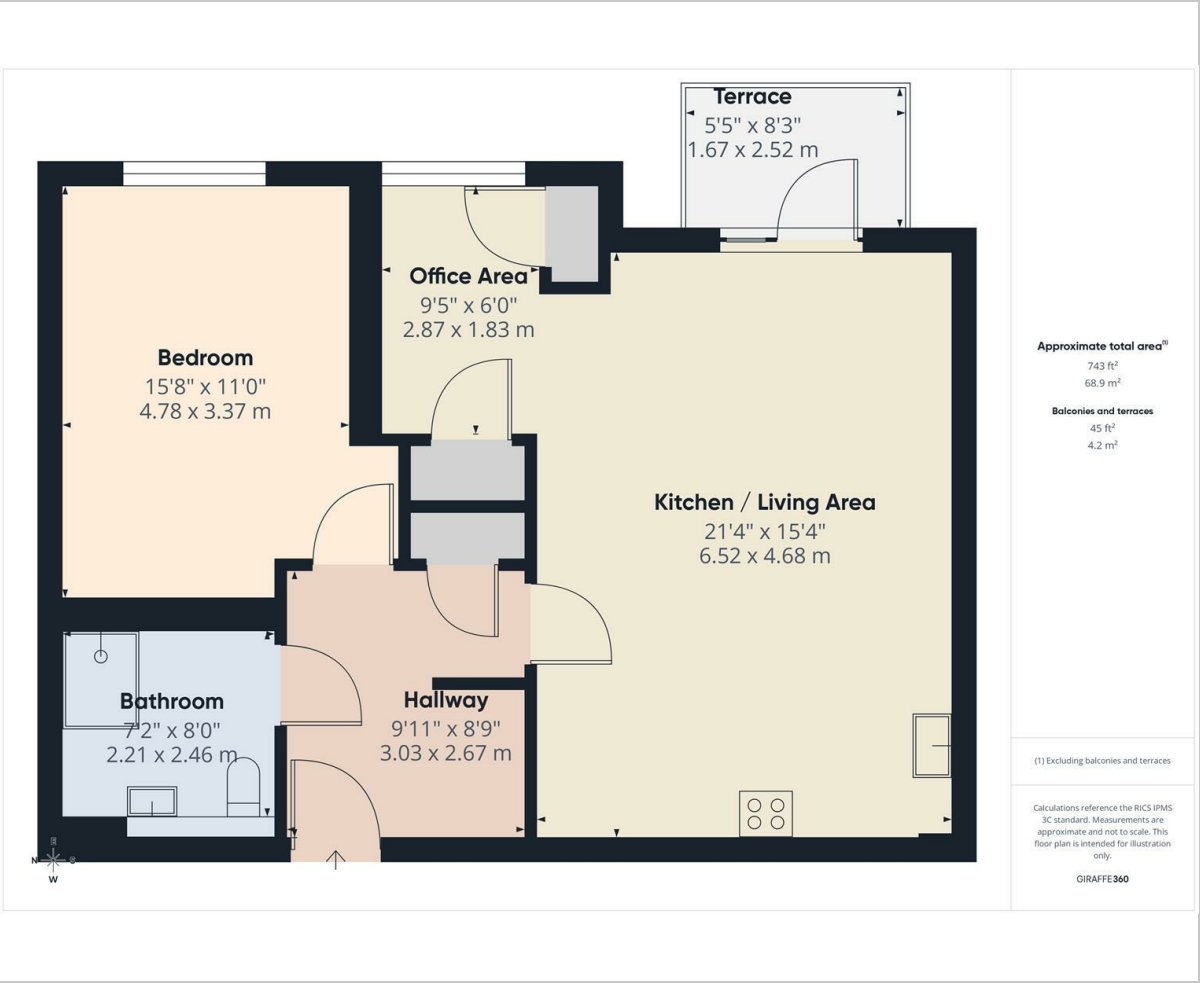 Terrace
5'5" x 8'3"
1.67 x 2.52 m
Office Area
9'5" x 6'0"
2.87 x 1.83 m
Bedroom
15'8" x 11'0"
4.78 x 3.37 m
Kitchen / Living Area
21'4" x 15'4"
6.52 x 4.68 m
Bathroom
7'2" x 8'0"
2.21 x 2.46 m
Hallway
9'11" x 8'9"
3.03 x 2.67 m
N
W
Approximate total area(1)
743 ft²
68.9 m²
Balconies and terraces
45 ft²
4.2 m²
(1) Excluding balconies and terraces
Calculations reference the RICS IPMS
3C standard. Measurements are
approximate and not to scale. This
floor plan is intended for illustration
only.
GIRAFFE360